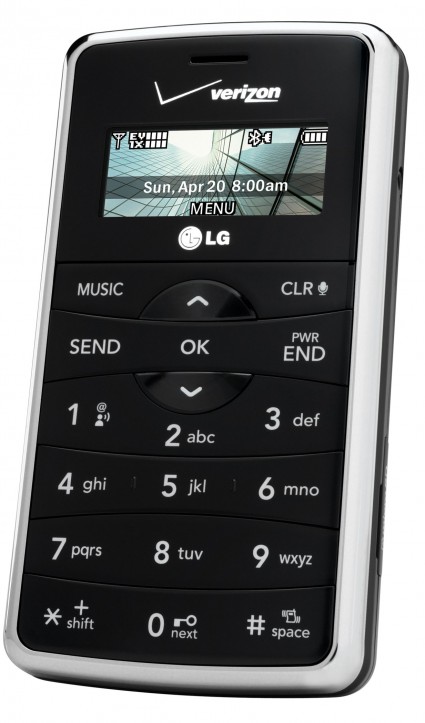 verizon
EV
1X
Sun, Apr 20 8:00am
MENU
LG
MUSIC
CLR
SEND
OK
PWR
END
1 @
2 abc
3 def
4 ghi
5 jkl
6 mno
7 pqrs
8 tuv
9 wxyz
* + shift
0 next
# space